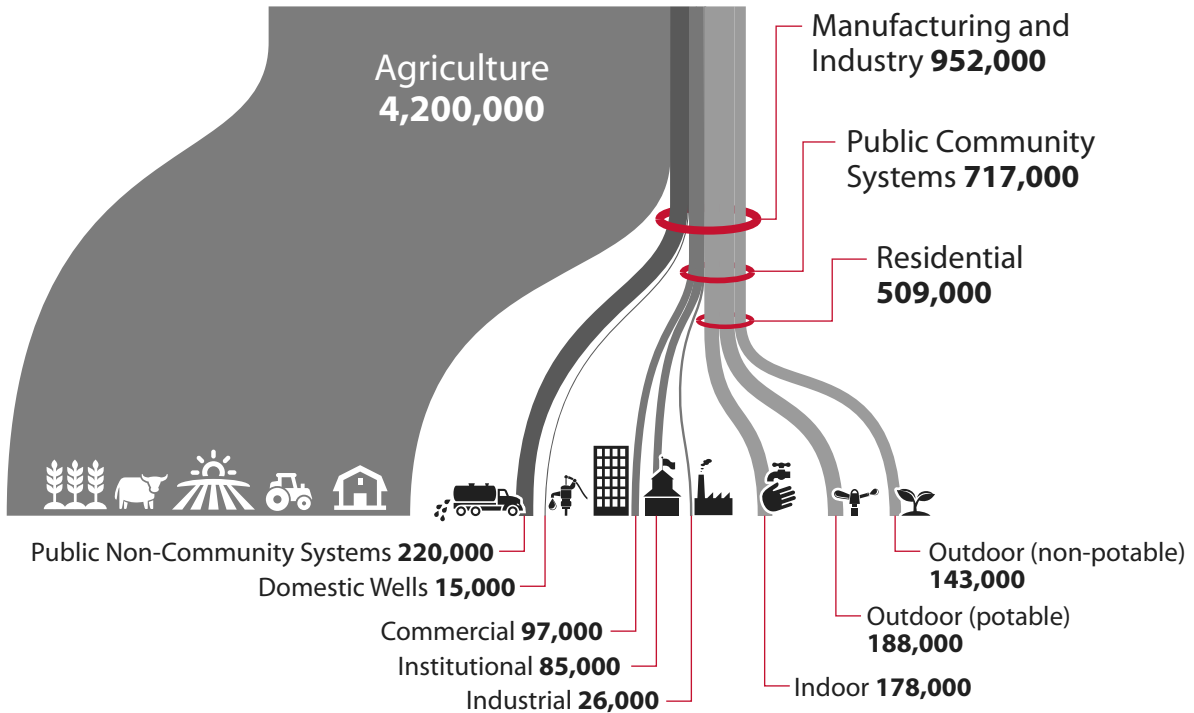 Agriculture
4,200,000
Manufacturing and
Industry 952,000
Public Community
Systems 717,000
Residential
509,000
Public Non-Community Systems 220,000
Domestic Wells 15,000
Commercial 97,000
Institutional 85,000
Industrial 26,000
Indoor 178,000
Outdoor (potable)
188,000
Outdoor (non-potable)
143,000